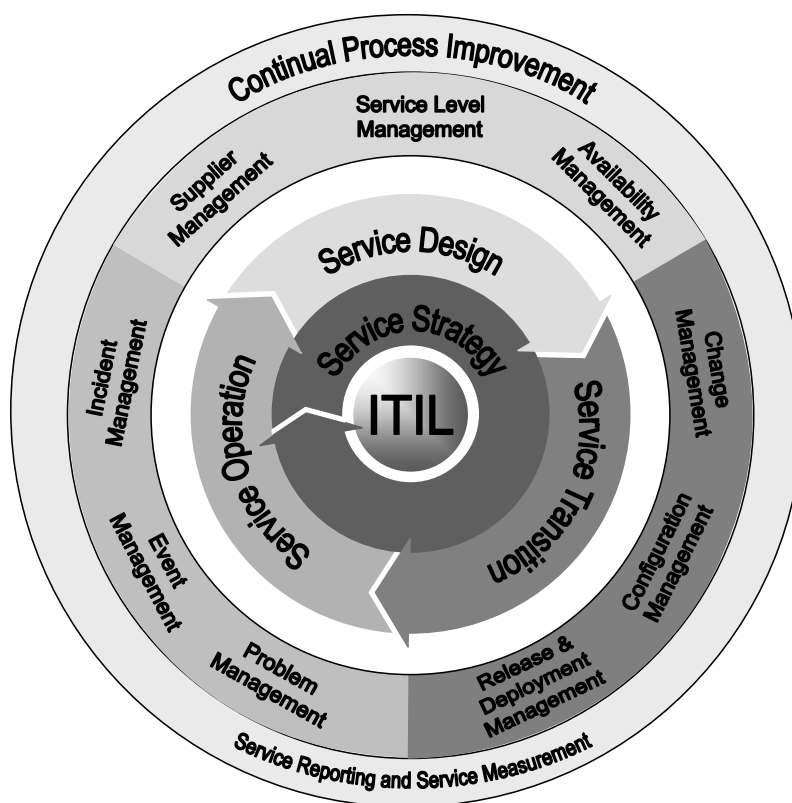 Continual Process Improvement
Service Level
Management
Availability
Management
Change
Management
Configuration
Management
Release &
Deployment
Management
Problem
Management
Event
Management
Incident
Management
Supplier
Management
Service Design
Service Transition
Service Operation
Service Strategy
ITIL
Service Reporting and Service Measurement